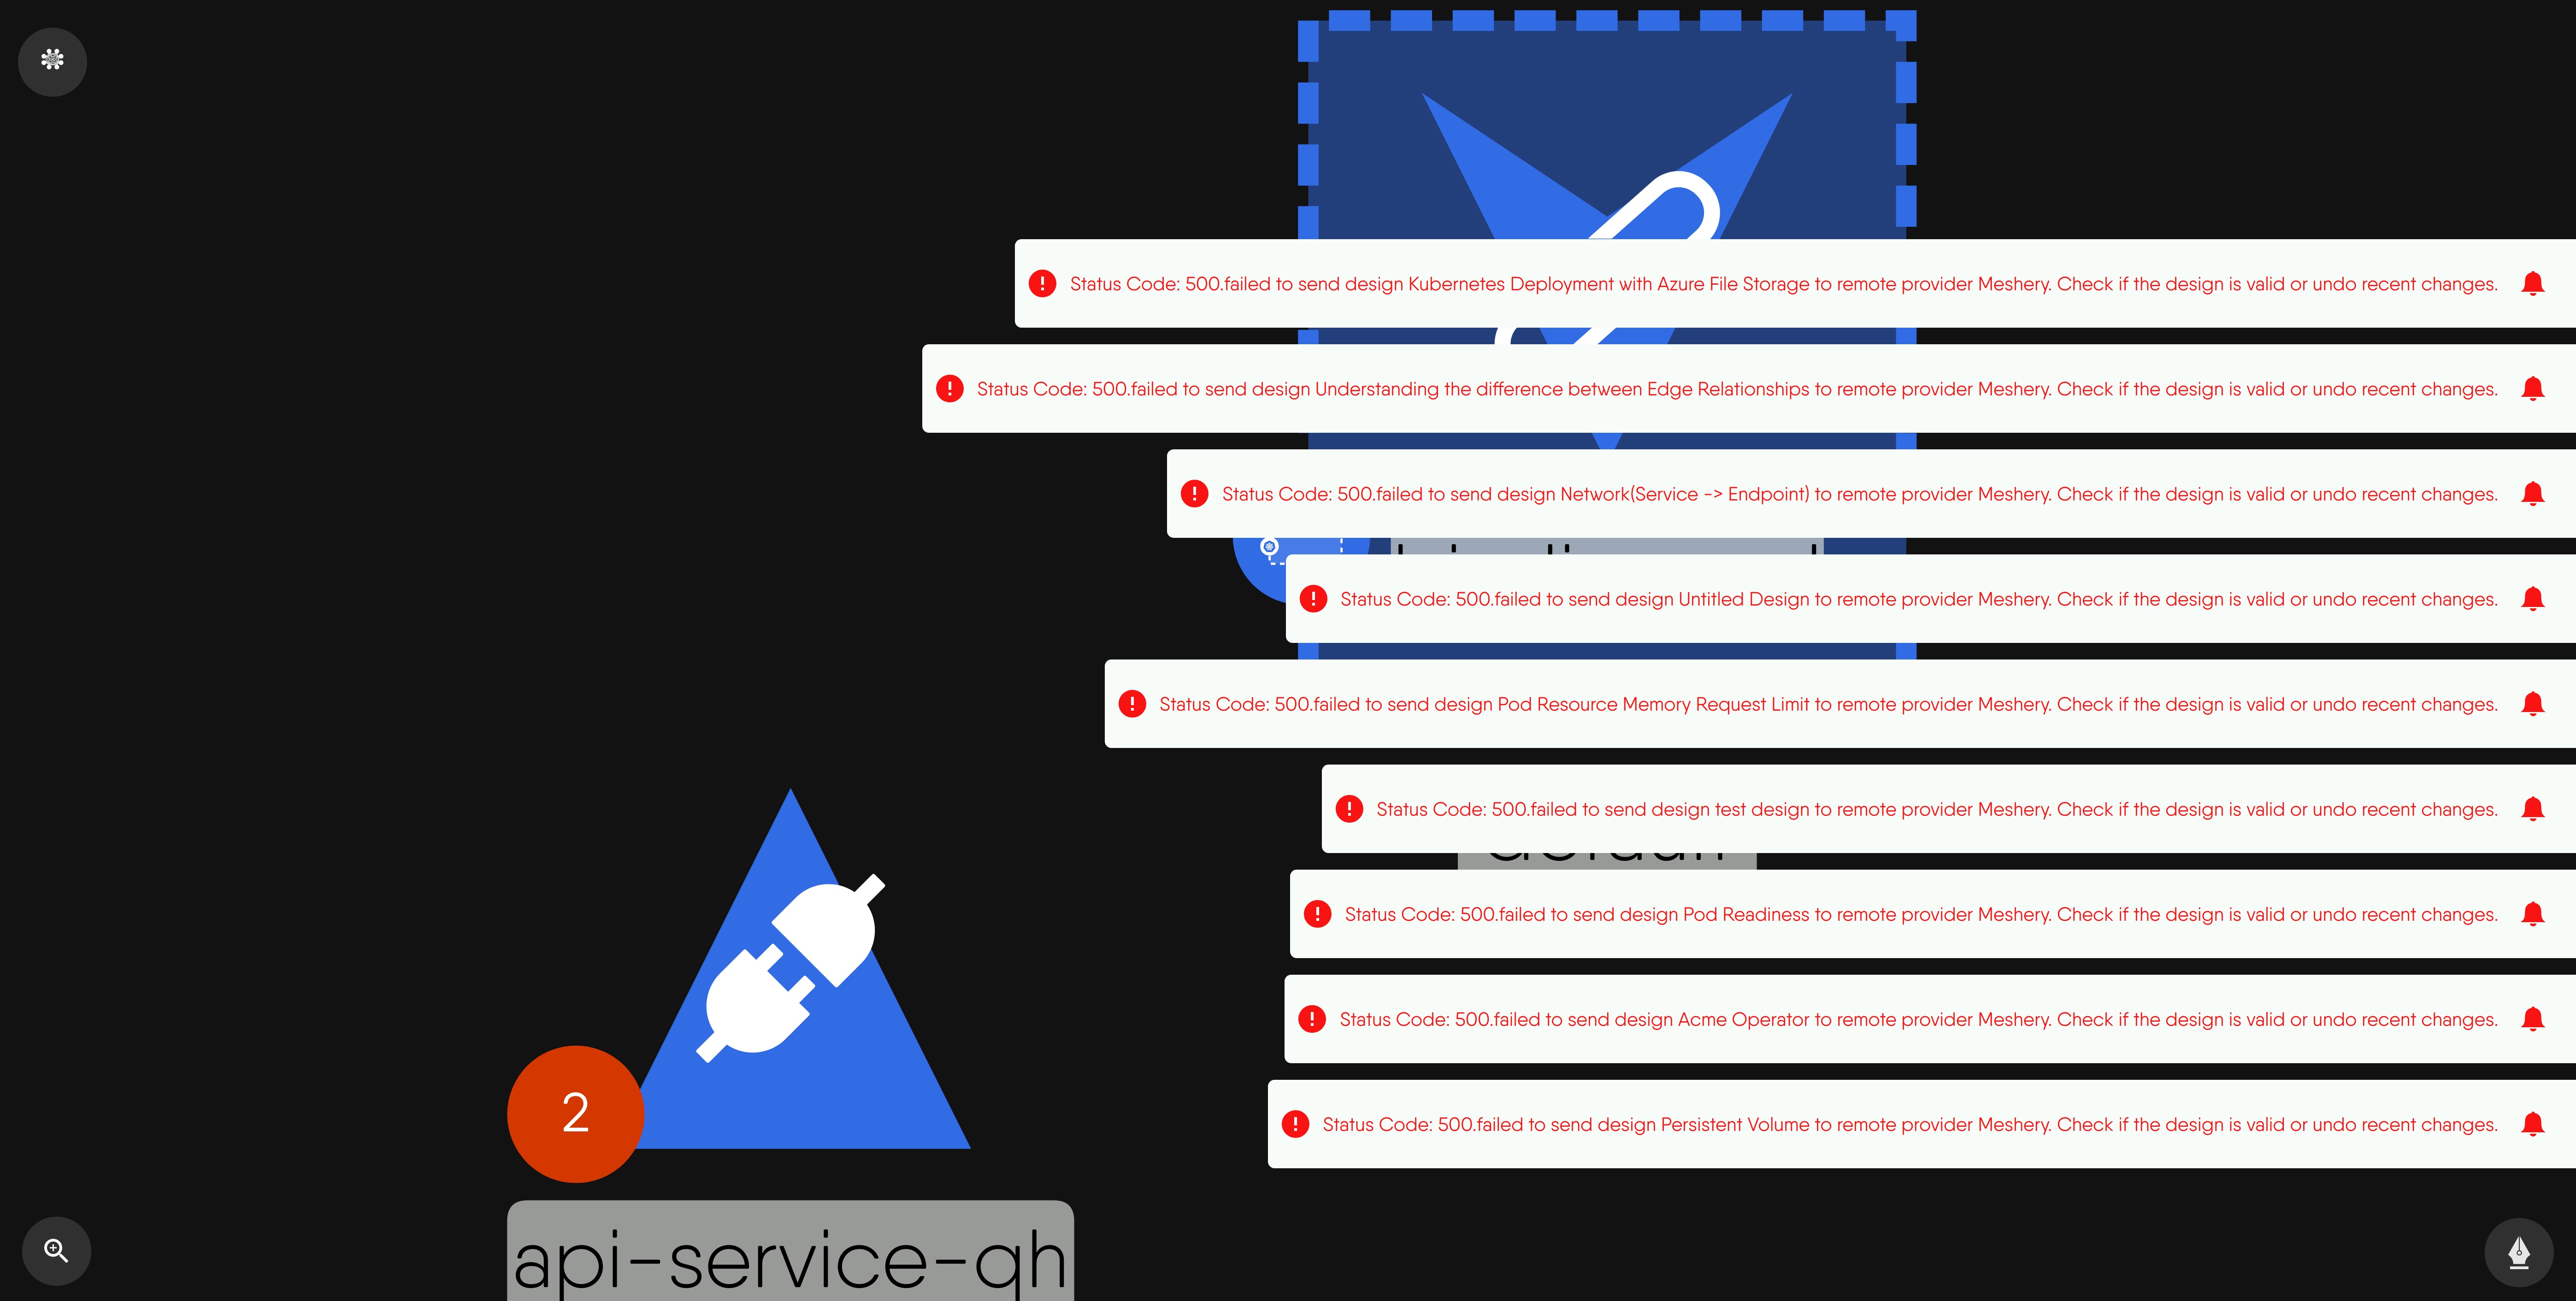 Status Code: 500.failed to send design Kubernetes Deployment with Azure File Storage to remote provider Meshery. Check if the design is valid or undo recent changes.
Status Code: 500.failed to send design Understanding the difference between Edge Relationships to remote provider Meshery. Check if the design is valid or undo recent changes.
Status Code: 500.failed to send design Network(Service -> Endpoint) to remote provider Meshery. Check if the design is valid or undo recent changes.
Status Code: 500.failed to send design Untitled Design to remote provider Meshery. Check if the design is valid or undo recent changes.
Status Code: 500.failed to send design Pod Resource Memory Request Limit to remote provider Meshery. Check if the design is valid or undo recent changes.
Status Code: 500.failed to send design test design to remote provider Meshery. Check if the design is valid or undo recent changes.
Status Code: 500.failed to send design Pod Readiness to remote provider Meshery. Check if the design is valid or undo recent changes.
Status Code: 500.failed to send design Acme Operator to remote provider Meshery. Check if the design is valid or undo recent changes.
Status Code: 500.failed to send design Persistent Volume to remote provider Meshery. Check if the design is valid or undo recent changes.
2
api-service-qh